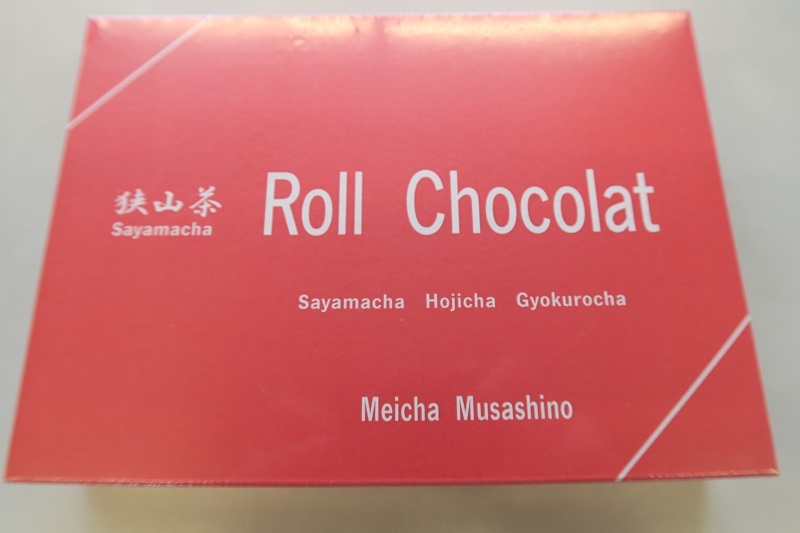 狭山茶
Sayamacha
Roll Chocolat
Sayamacha Hojicha Gyokurocha
Meicha Musashino